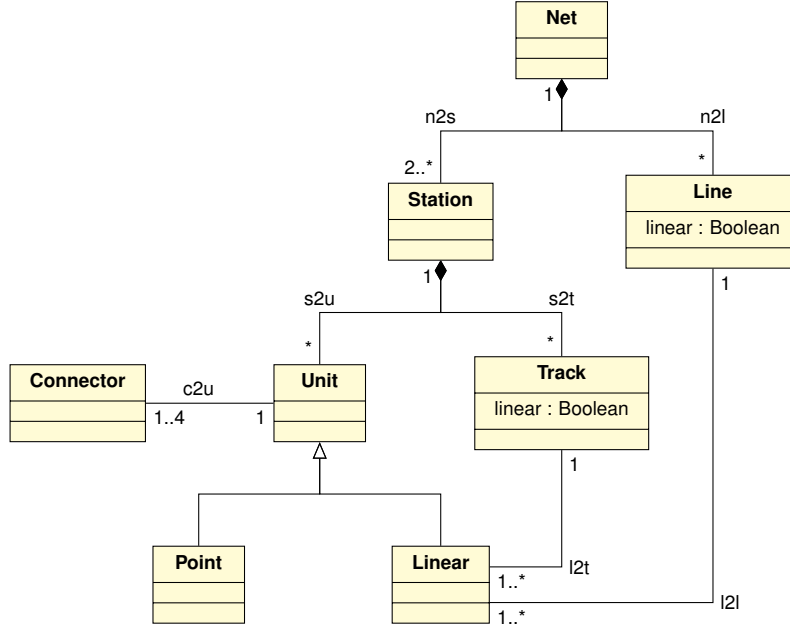 Net
1
n2s
n2l
2..*
*
Station
Line
linear : Boolean
1
1
s2u
s2t
*
*
Connector
c2u
Unit
Track
1..4
1
linear : Boolean
1
Point
Linear
1..*
l2t
1..*
l2l